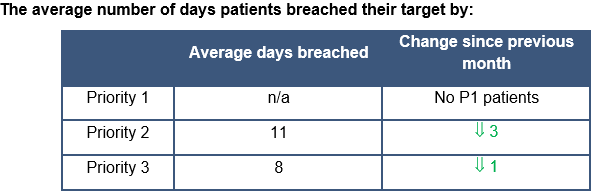 The average number of days patients breached their target by:
Average days breached
Change since previous
month
Priority 1 n/a No P1 patients
Priority 2 11 ⇓ 3
Priority 3 8 ⇓ 1